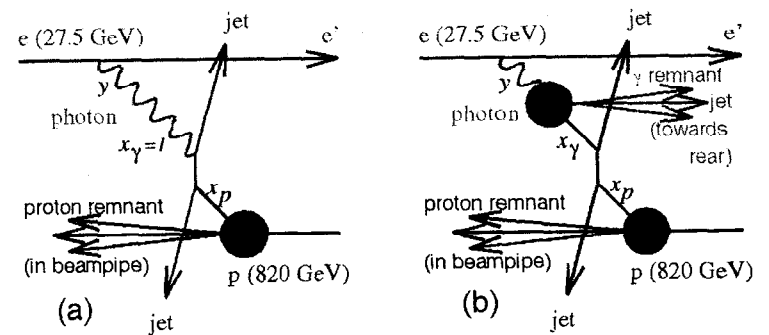 jet
e (27.5 GeV)
e`
y
photon
xγ=1
xp
proton remnant
(in beampipe)
p (820 GeV)
(a)
jet
jet
e (27.5 GeV)
e'
y
γ remnant
photon
jet
(towards
rear)
xγ
xp
proton remnant
(in beampipe)
p (820 GeV)
(b)
jet